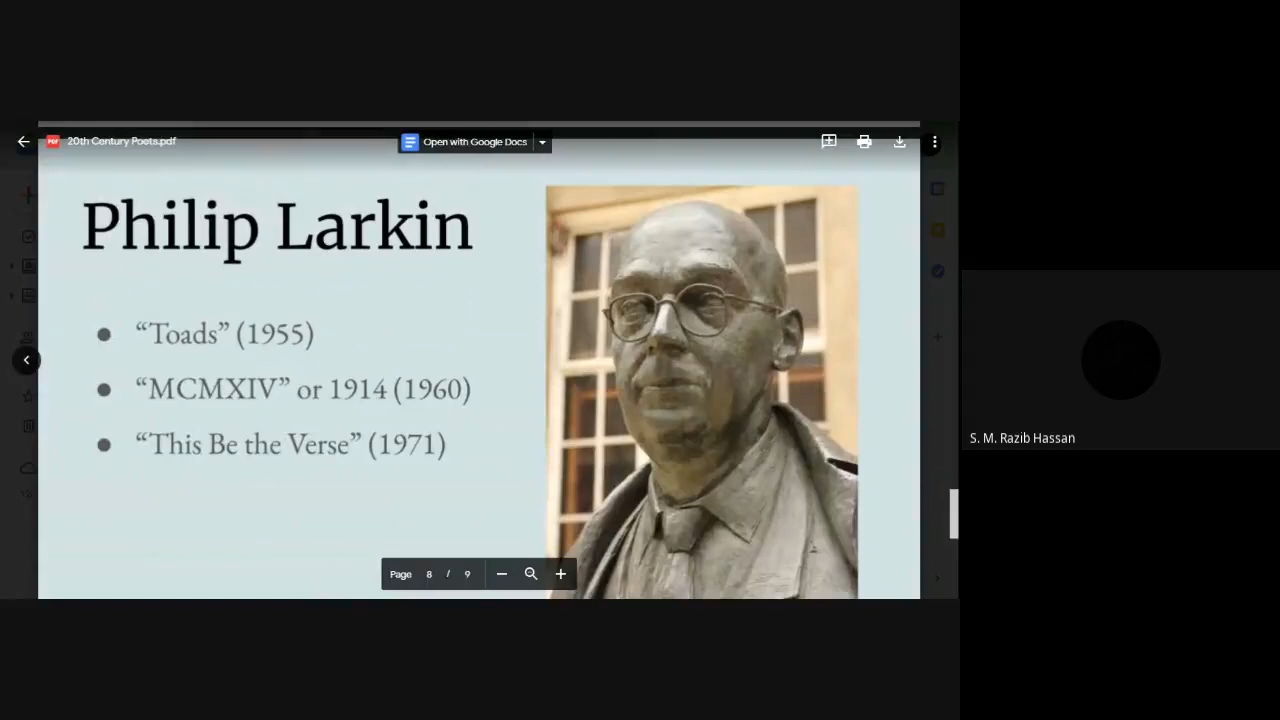 20th Century Poets.pdf
Open with Google Docs
Philip Larkin
● “Toads” (1955)
● “MCMXIV” or 1914 (1960)
● “This Be the Verse” (1971)
Page 8 / 9
S. M. Razib Hassan